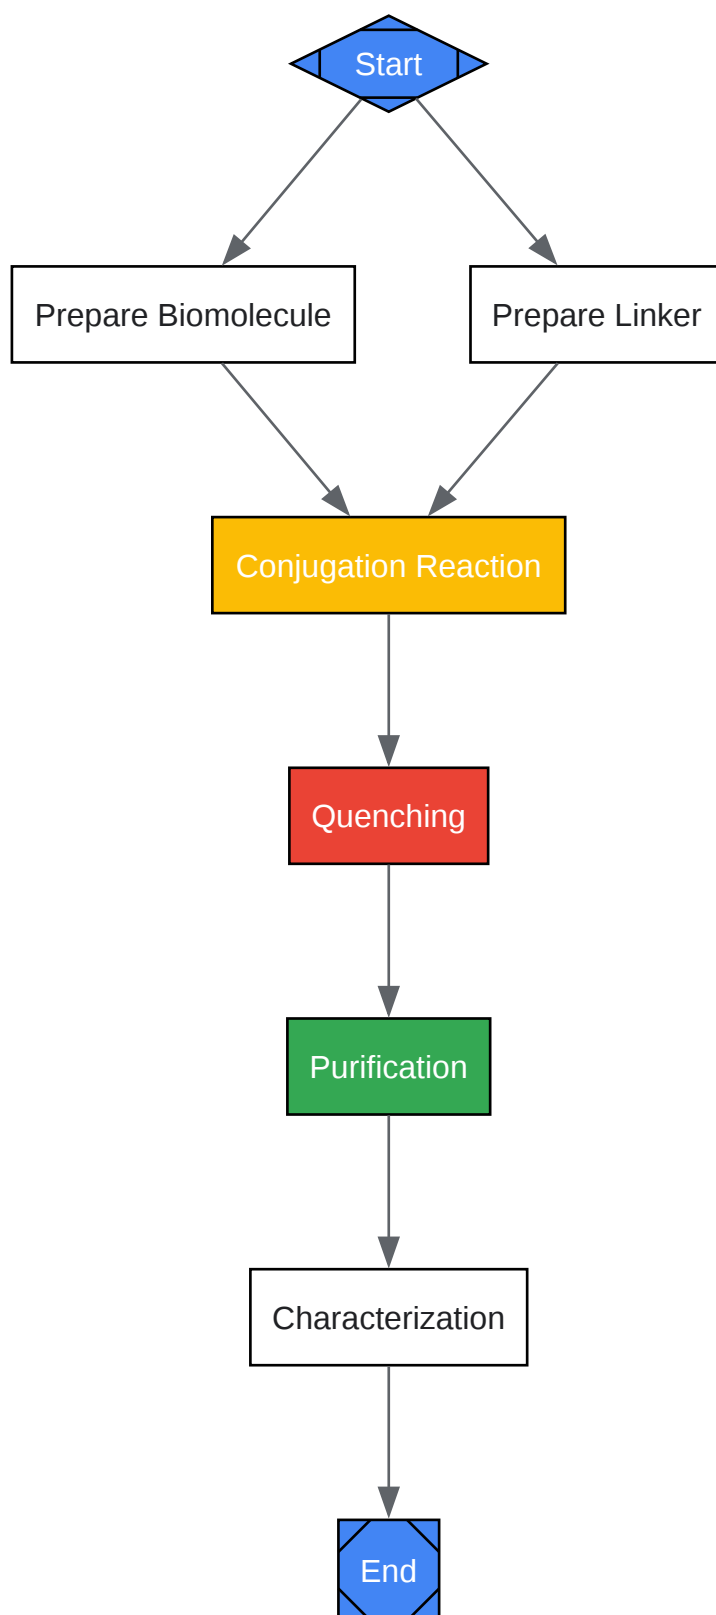 Start
Prepare Biomolecule
Prepare Linker
Conjugation Reaction
Quenching
Purification
Characterization
End